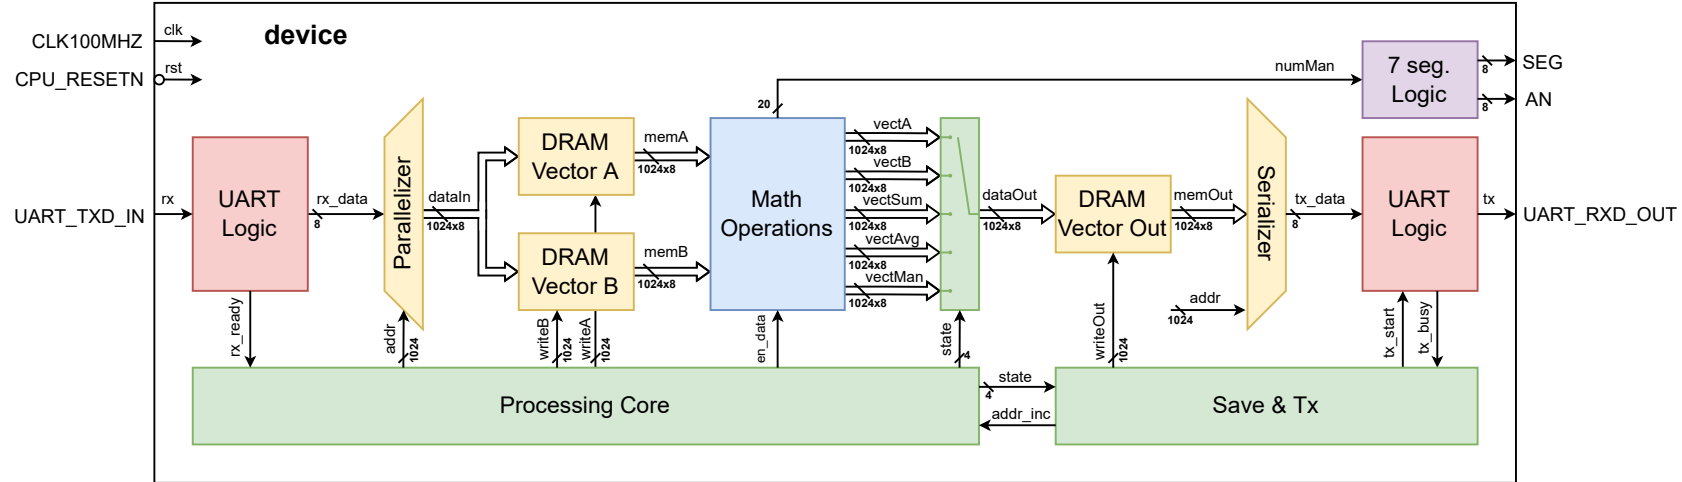 device
CLK100MHZ
clk
CPU_RESETN
rst
UART_TXD_IN
rx
UART
Logic
rx_data
8
rx_ready
Parallelizer
addr
1024
dataIn
1024x8
DRAM
Vector A
DRAM
Vector B
writeB
1024
writeA
1024
memA
1024x8
memB
1024x8
Math
Operations
20
numMan
en_data
vectA
1024x8
vectB
1024x8
vectSum
1024x8
vectAvg
1024x8
vectMan
1024x8
state
4
dataOut
1024x8
DRAM
Vector Out
writeOut
1024
memOut
1024x8
addr
1024
Serializer
tx_data
8
7 seg.
Logic
8
SEG
8
AN
UART
Logic
tx
UART_RXD_OUT
tx_start
tx_busy
Processing Core
state
4
addr_inc
Save & Tx